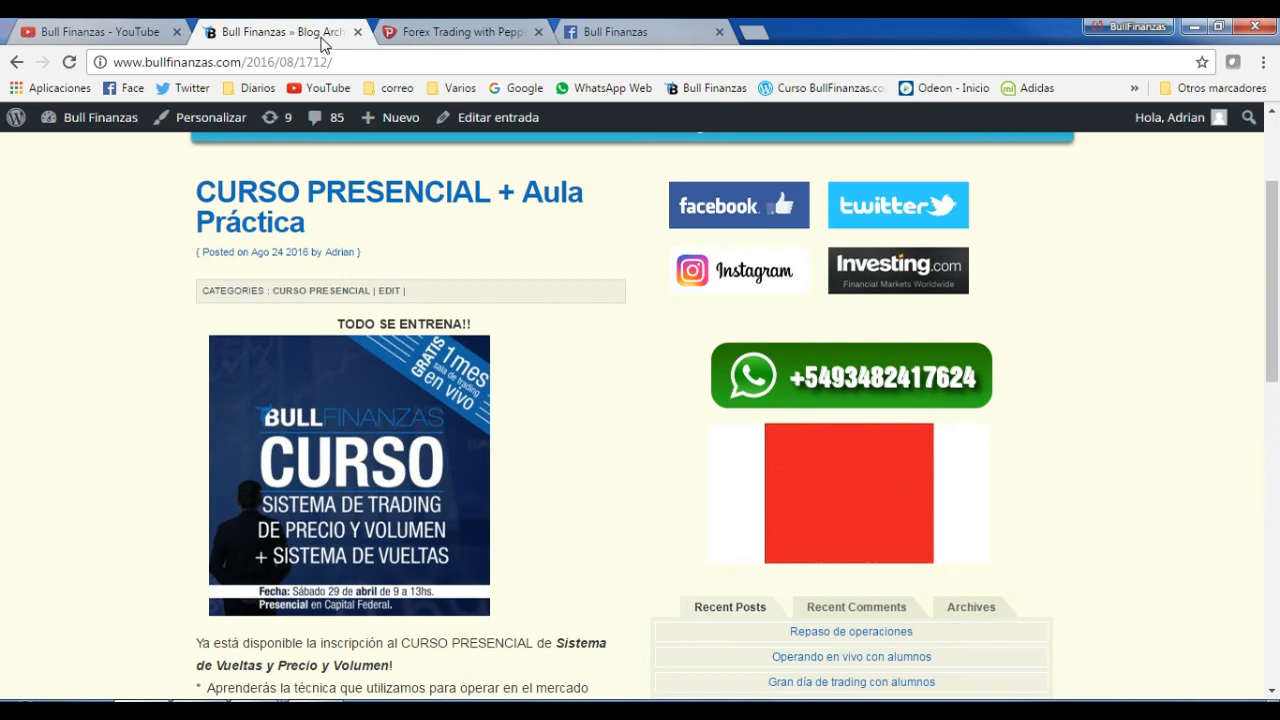 Bull Finanzas - YouTube
Bull Finanzas » Blog Arch
Forex Trading with Peppe
Bull Finanzas
BullFinanzas
www.bullfinanzas.com/2016/08/1712/
Aplicaciones
Face
Twitter
Diarios
YouTube
correo
Varios
Google
WhatsApp Web
Bull Finanzas
Curso BullFinanzas.co
Odeon - Inicio
Adidas
»
Otros marcadores
Bull Finanzas
Personalizar
9
85
Nuevo
Editar entrada
Hola, Adrian
CURSO PRESENCIAL + Aula
Práctica
{ Posted on Ago 24 2016 by Adrian }
CATEGORIES : CURSO PRESENCIAL | EDIT |
TODO SE ENTRENA!!
GRATIS
1 mes
sala de trading
en vivo
BULLFINANZAS
CURSO
SISTEMA DE TRADING
DE PRECIO Y VOLUMEN
+ SISTEMA DE VUELTAS
Fecha: Sábado 29 de abril de 9 a 13hs.
Presencial en Capital Federal.
Ya está disponible la inscripción al CURSO PRESENCIAL de Sistema
de Vueltas y Precio y Volumen!
* Aprenderás la técnica que utilizamos para operar en el mercado
facebook
twitter
Instagram
Investing.com
Financial Markets Worldwide
+5493482417624
Recent Posts
Recent Comments
Archives
Repaso de operaciones
Operando en vivo con alumnos
Gran día de trading con alumnos